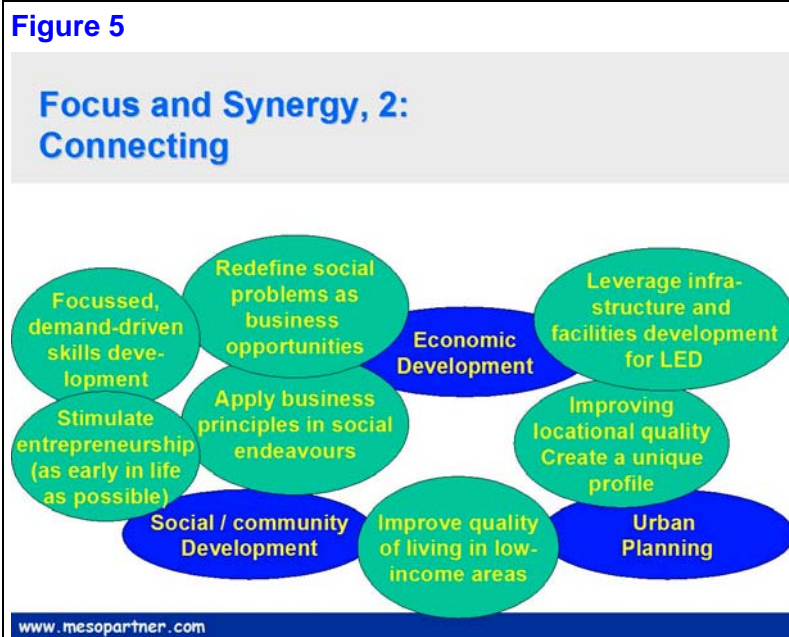 Figure 5
Focus and Synergy, 2:
Connecting
Focussed,
demand-driven
skills deve-
lopment
Redefine social
problems as
business
opportunities
Economic
Development
Leverage infra-
structure and
facilities development
for LED
Stimulate
entrepreneurship
(as early in life
as possible)
Apply business
principles in social
endeavours
Improving
locational quality
Create a unique
profile
Social / community
Development
Improve quality
of living in low-
income areas
Urban
Planning
www.mesopartner.com